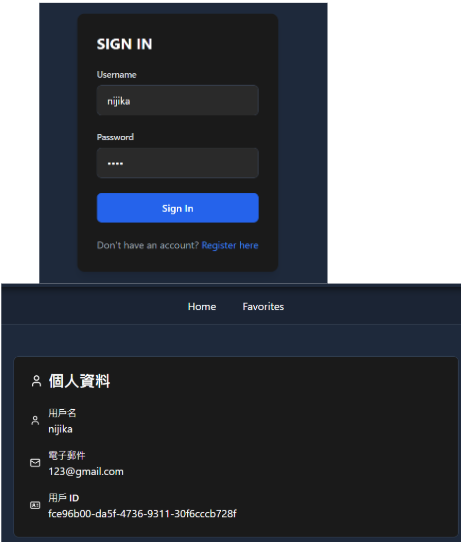 SIGN IN
Username
nijika
Password
••••
Sign In
Don't have an account? Register here
Home Favorites
個人資料
用戶名
nijika
電子郵件
123@gmail.com
用戶 ID
fce96b00-da5f-4736-9311-30f6cccb728f